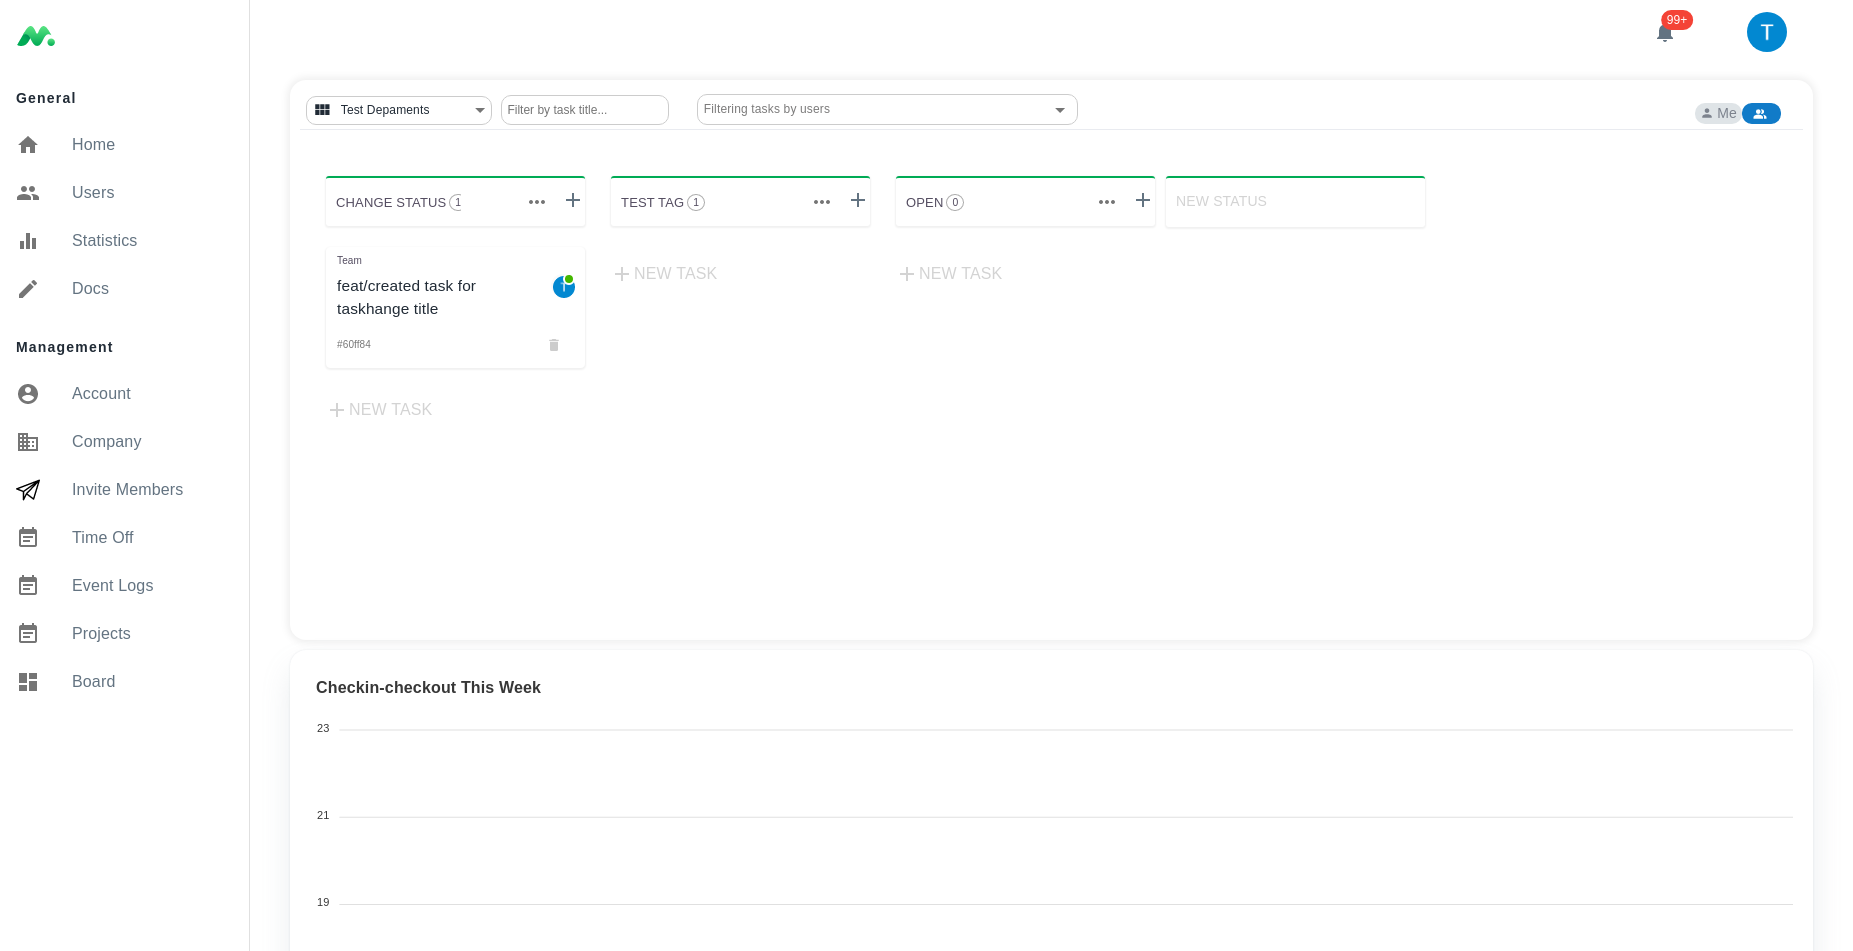 General
Home
Users
Statistics
Docs
Management
Account
Company
Invite Members
Time Off
Event Logs
Projects
Board
99+
T
Test Depaments
Filter by task title...
Filtering tasks by users
Me
CHANGE STATUS 1
TEST TAG 1
OPEN 0
NEW STATUS
Team
feat/created task for
taskhange title
T
#60ff84
NEW TASK
NEW TASK
NEW TASK
Checkin-checkout This Week
23
21
19